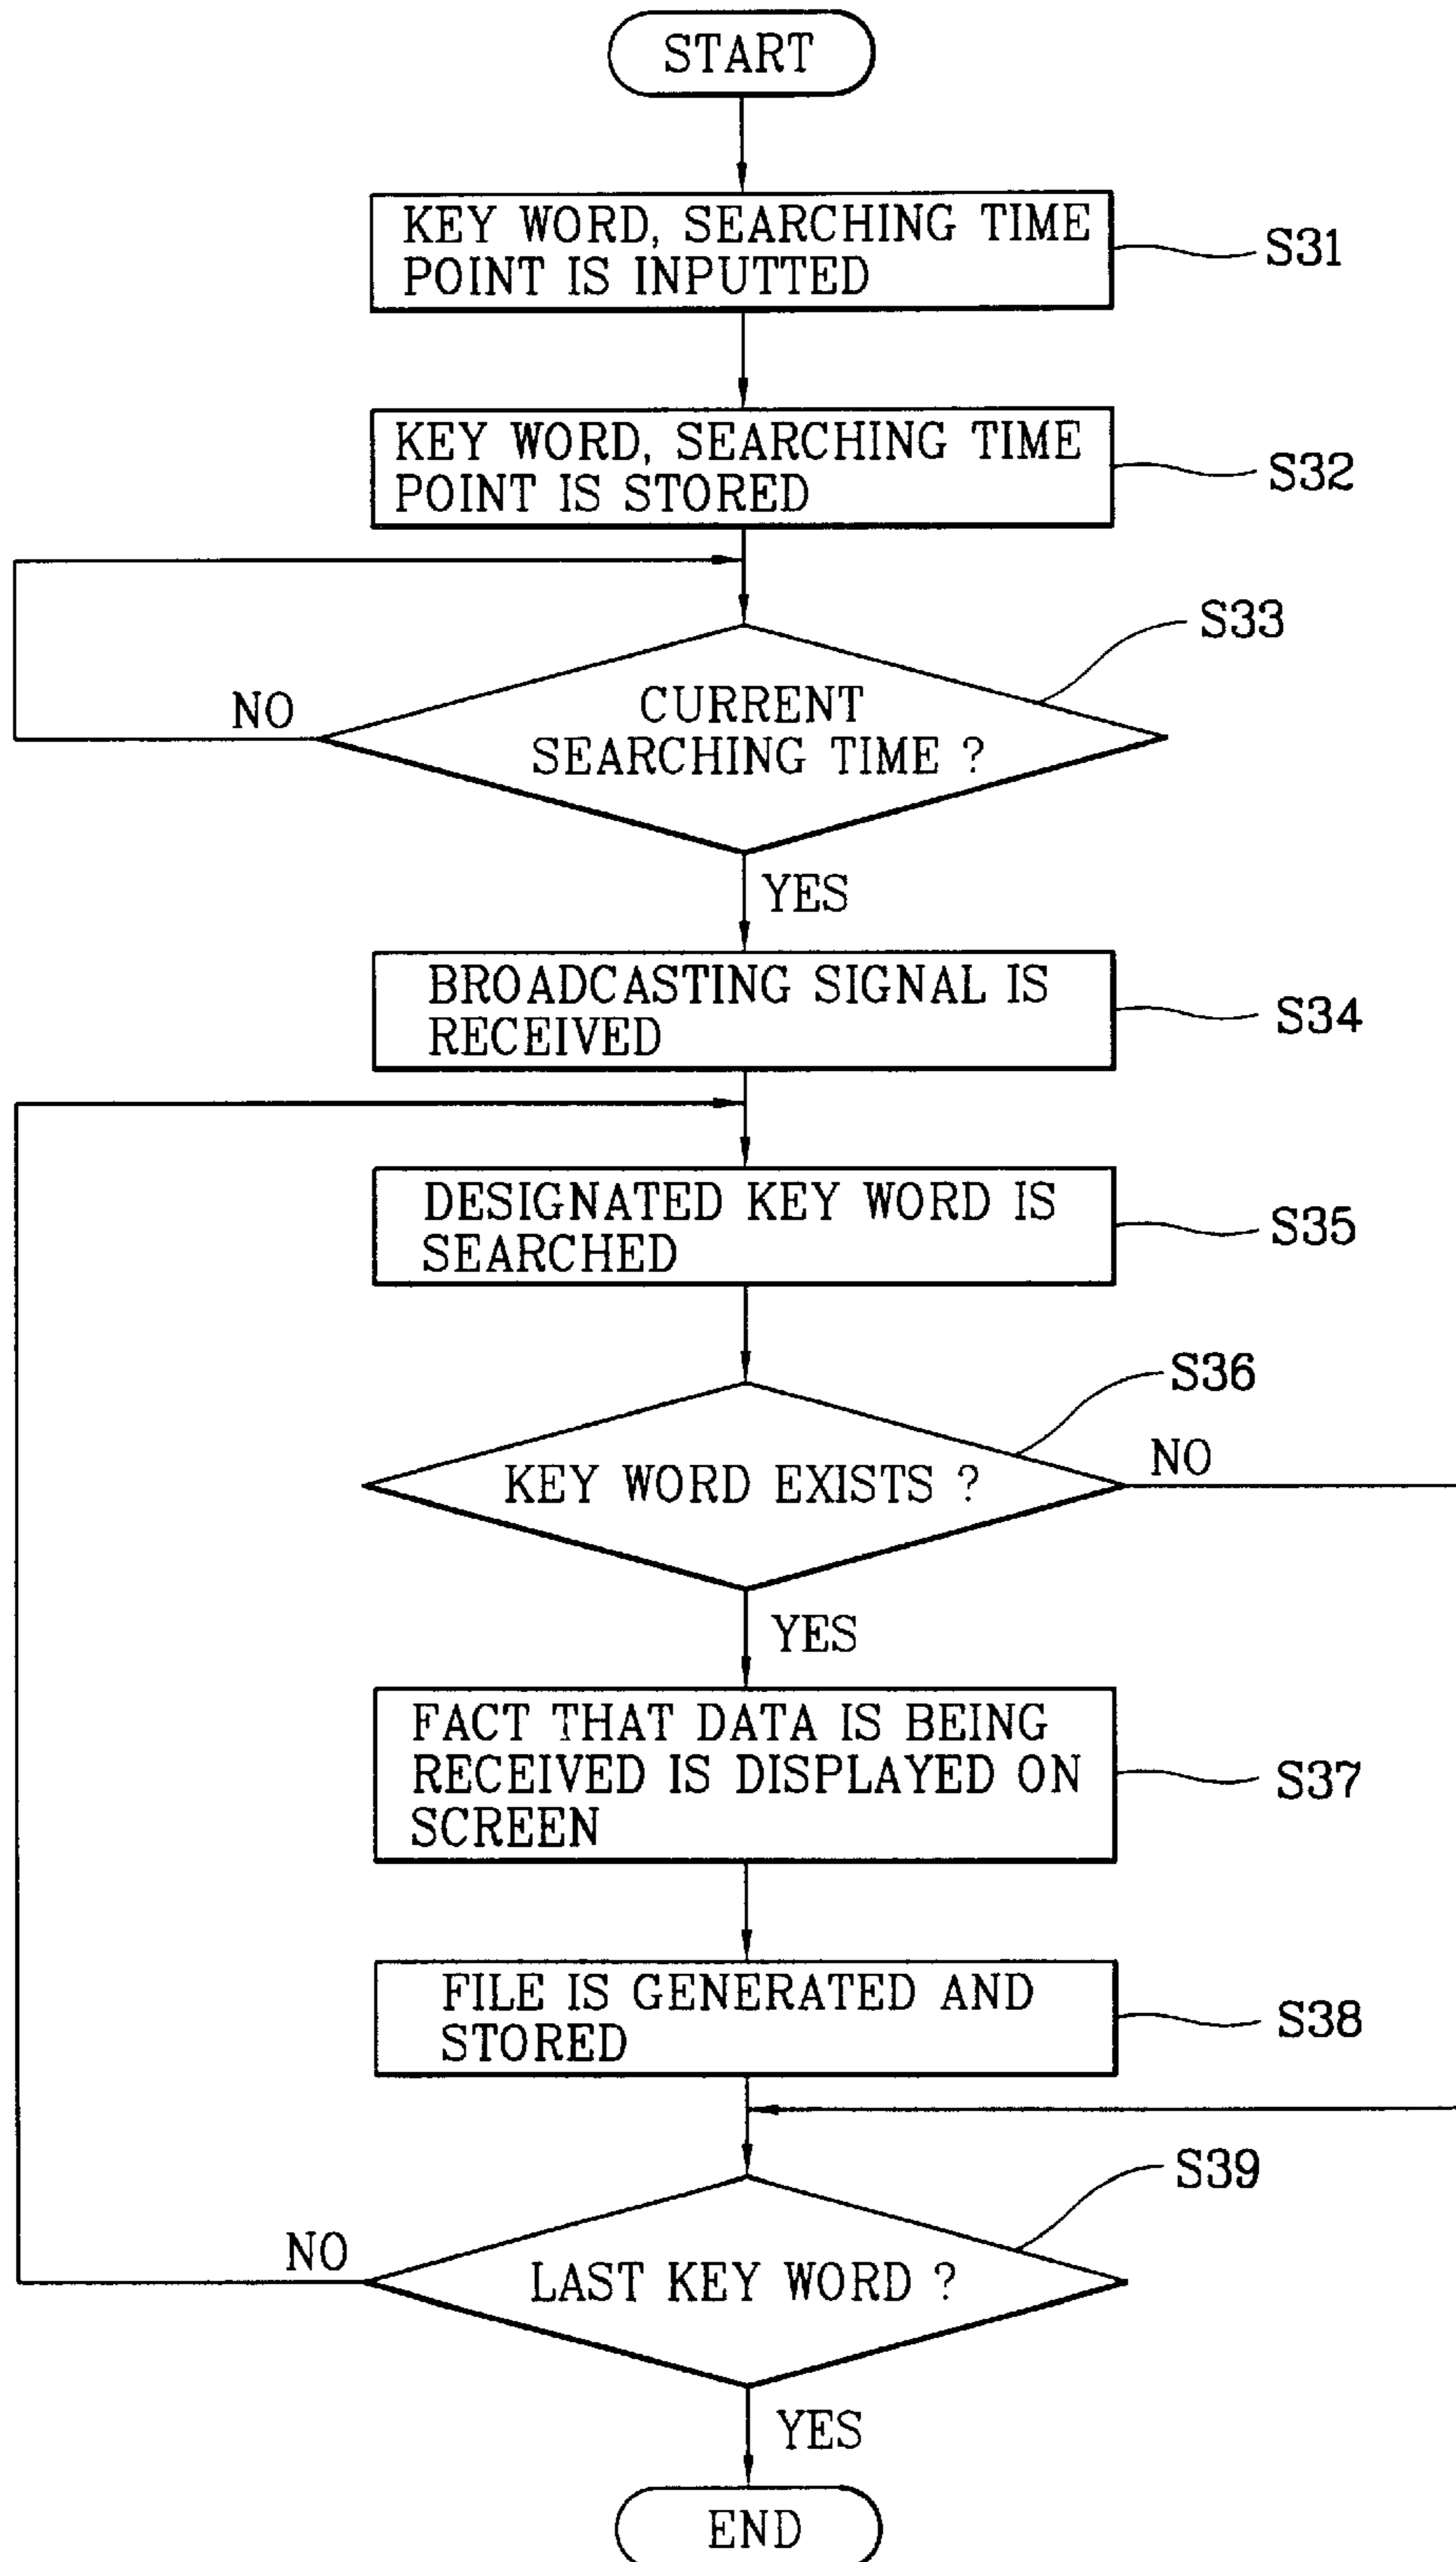 START
KEY WORD, SEARCHING TIME
POINT IS INPUTTED
S31
KEY WORD, SEARCHING TIME
POINT IS STORED
S32
S33
CURRENT
SEARCHING TIME ?
NO
YES
BROADCASTING SIGNAL IS
RECEIVED
S34
DESIGNATED KEY WORD IS
SEARCHED
S35
S36
KEY WORD EXISTS ?
NO
YES
FACT THAT DATA IS BEING
RECEIVED IS DISPLAYED ON
SCREEN
S37
FILE IS GENERATED AND
STORED
S38
S39
NO
LAST KEY WORD ?
YES
END